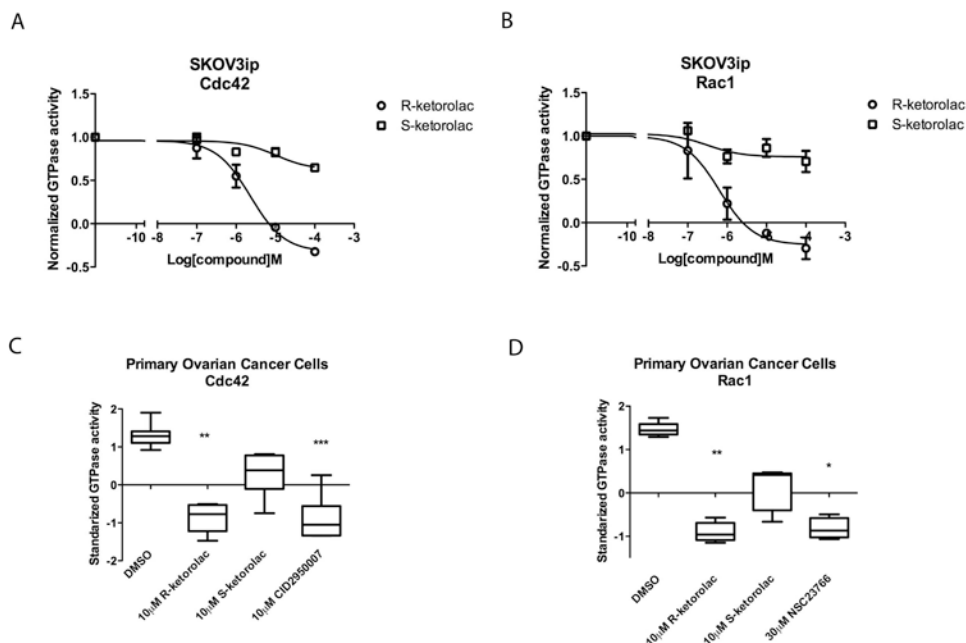 A
SKOV3ip
Cdc42
Normalized GTPase activity
1.5
1.0
0.5
0.0
-0.5
-10 -8 -7 -6 -5 -4 -3
Log[compound]M
R-ketorolac
S-ketorolac
B
SKOV3ip
Rac1
Normalized GTPase activity
1.5
1.0
0.5
0.0
-0.5
-10 -8 -7 -6 -5 -4 -3
Log[compound]M
R-ketorolac
S-ketorolac
C
Primary Ovarian Cancer Cells
Cdc42
Standarized GTPase activity
2
1
0
-1
-2
**
***
DMSO
10μM R-ketorolac
10μM S-ketorolac
10μM CID2950007
D
Primary Ovarian Cancer Cells
Rac1
Standarized GTPase activity
2
1
0
-1
**
*
DMSO
10μM R-ketorolac
10μM S-ketorolac
30μM NSC23766